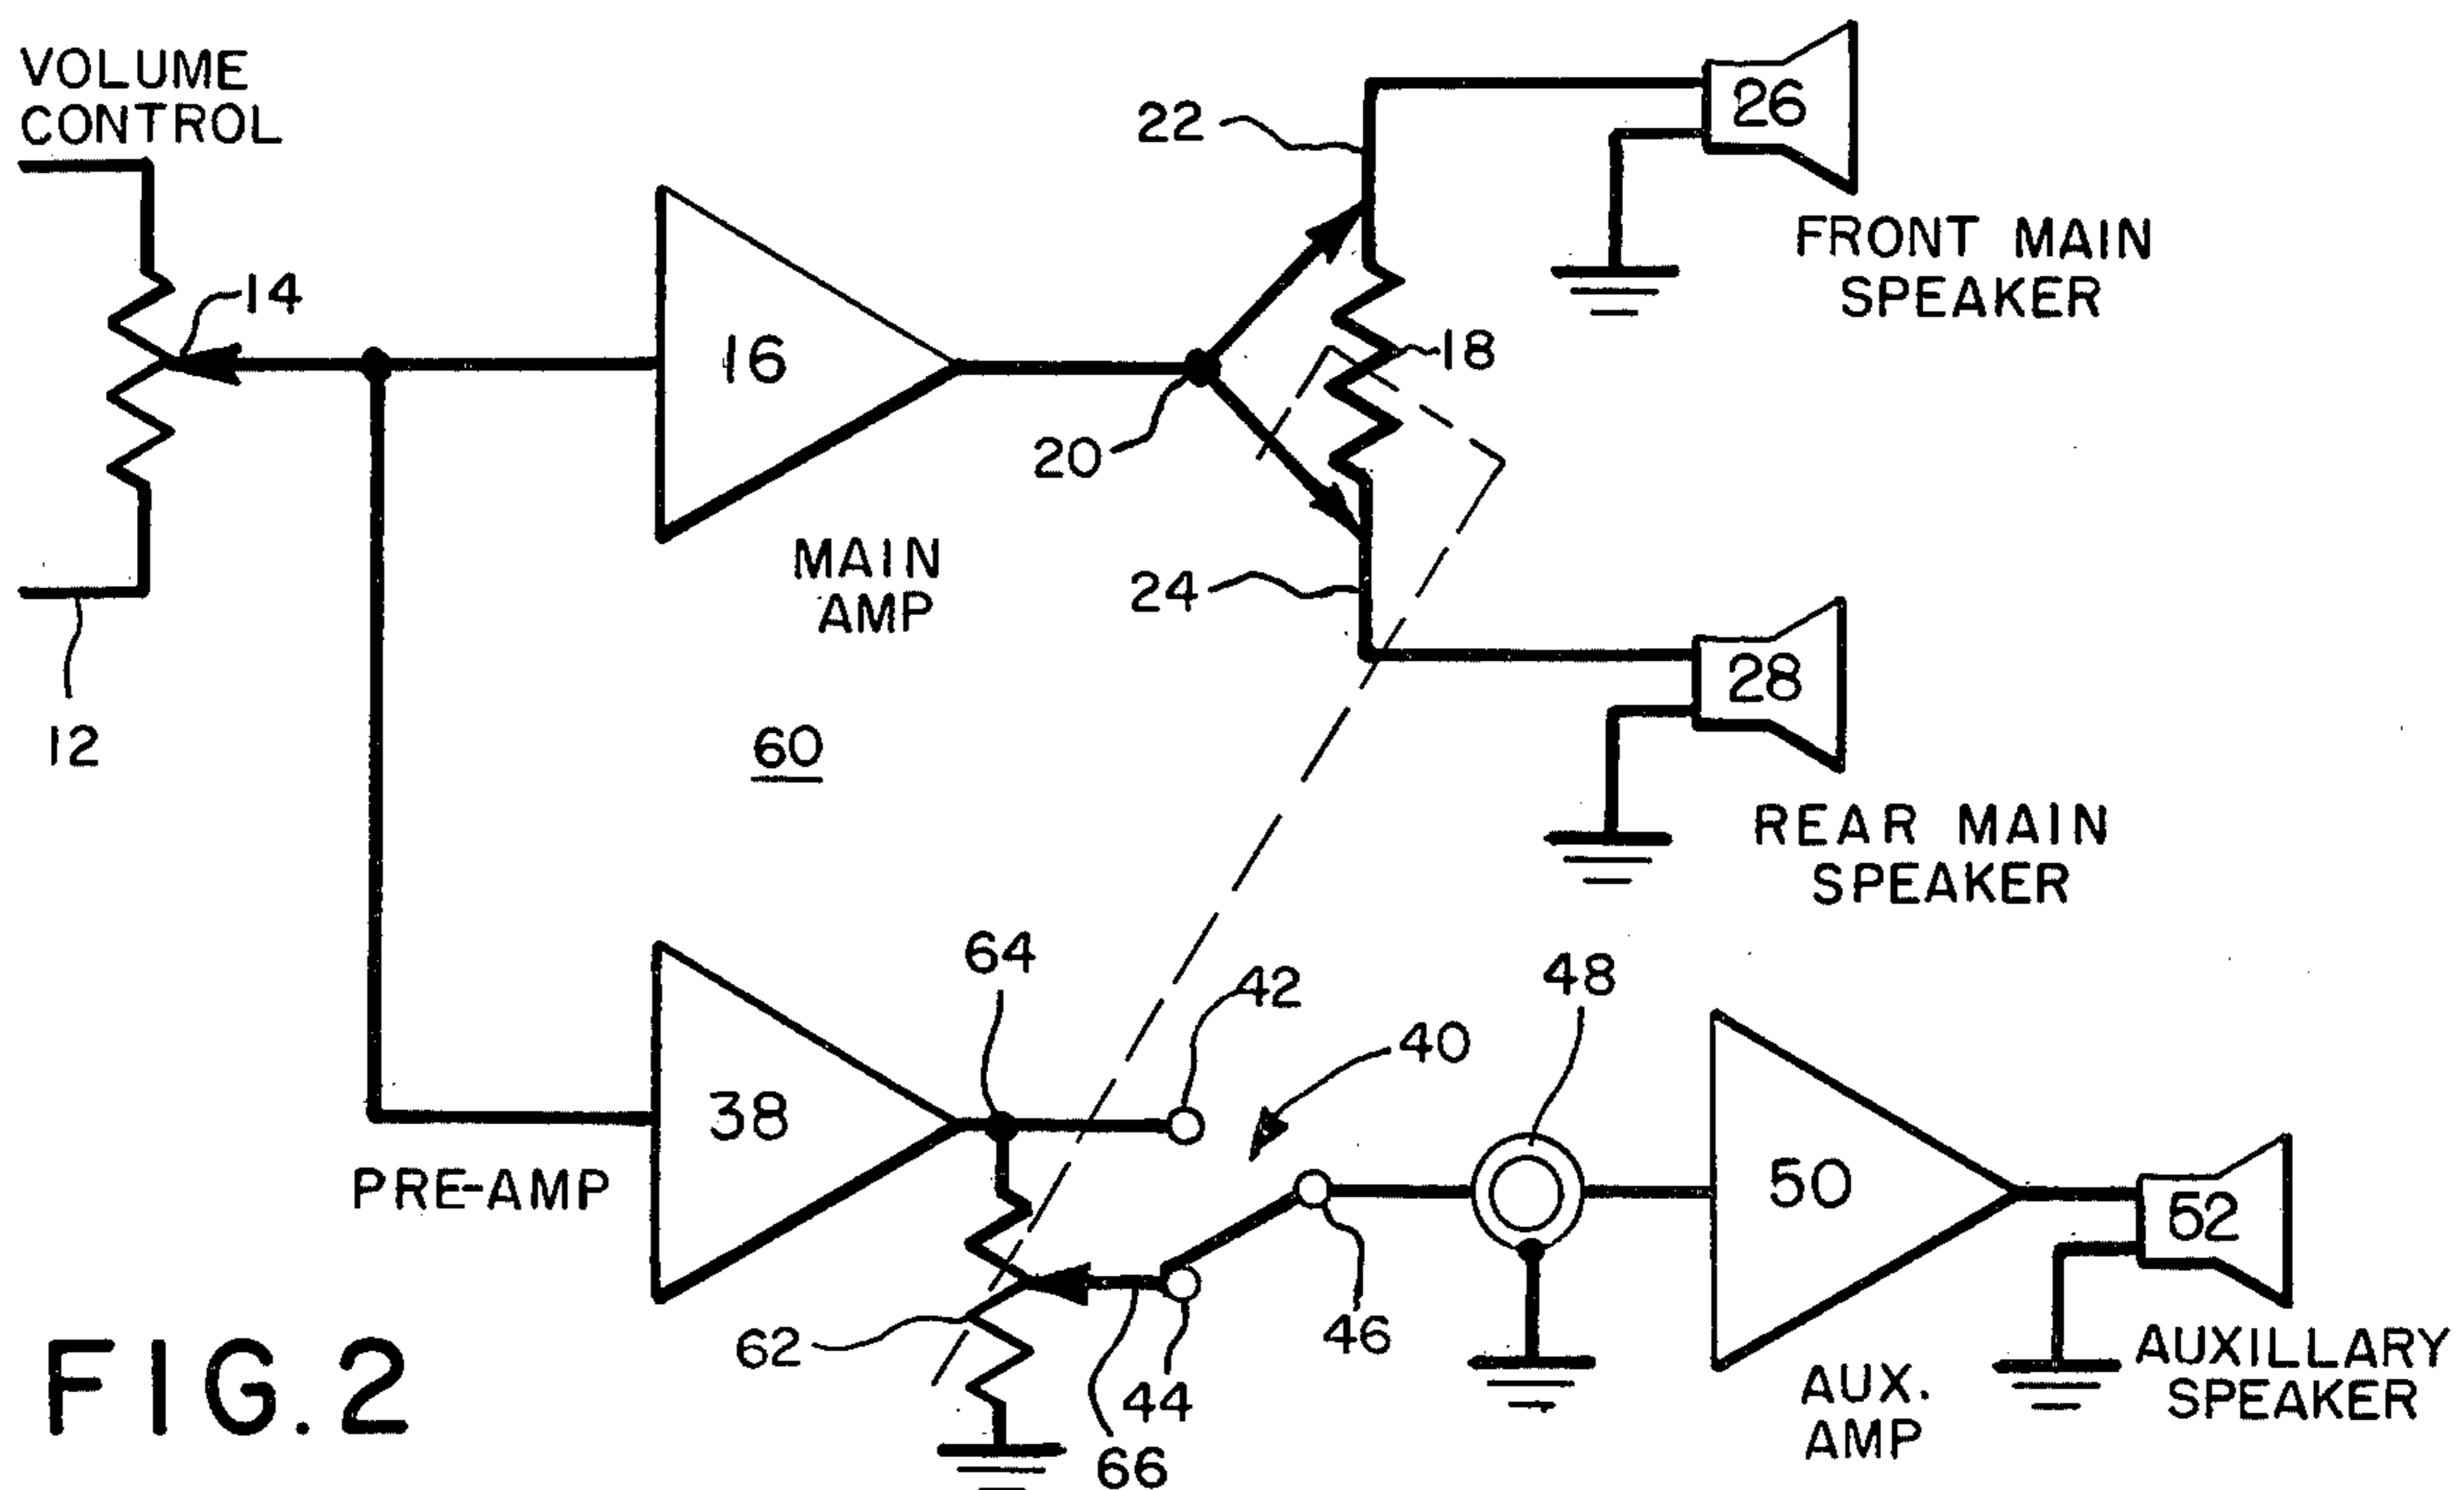 VOLUME
CONTROL
14
12
16
MAIN
AMP
20
22
18
24
26
FRONT MAIN
SPEAKER
28
REAR MAIN
SPEAKER
60
38
PRE-AMP
64
42
40
48
62
66
44
46
50
AUX.
AMP
52
AUXILLARY
SPEAKER
FIG.2